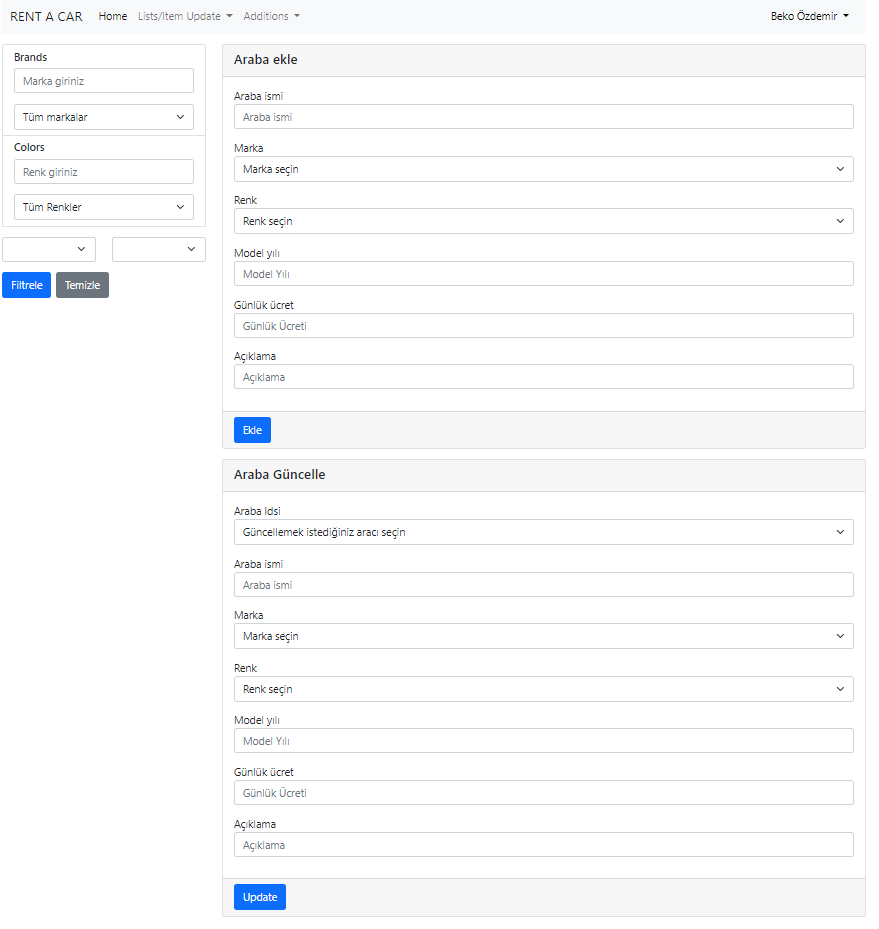 RENT A CAR Home Lists/Item Update Additions Beko Özdemir
Brands
Marka giriniz
Tüm markalar
Colors
Renk giriniz
Tüm Renkler
Filtrele Temizle
Araba ekle
Araba ismi
Araba ismi
Marka
Marka seçin
Renk
Renk seçin
Model yılı
Model Yılı
Günlük ücret
Günlük Ücreti
Açıklama
Açıklama
Ekle
Araba Güncelle
Araba Idsi
Güncellemek istediğiniz aracı seçin
Araba ismi
Araba ismi
Marka
Marka seçin
Renk
Renk seçin
Model yılı
Model Yılı
Günlük ücret
Günlük Ücreti
Açıklama
Açıklama
Update